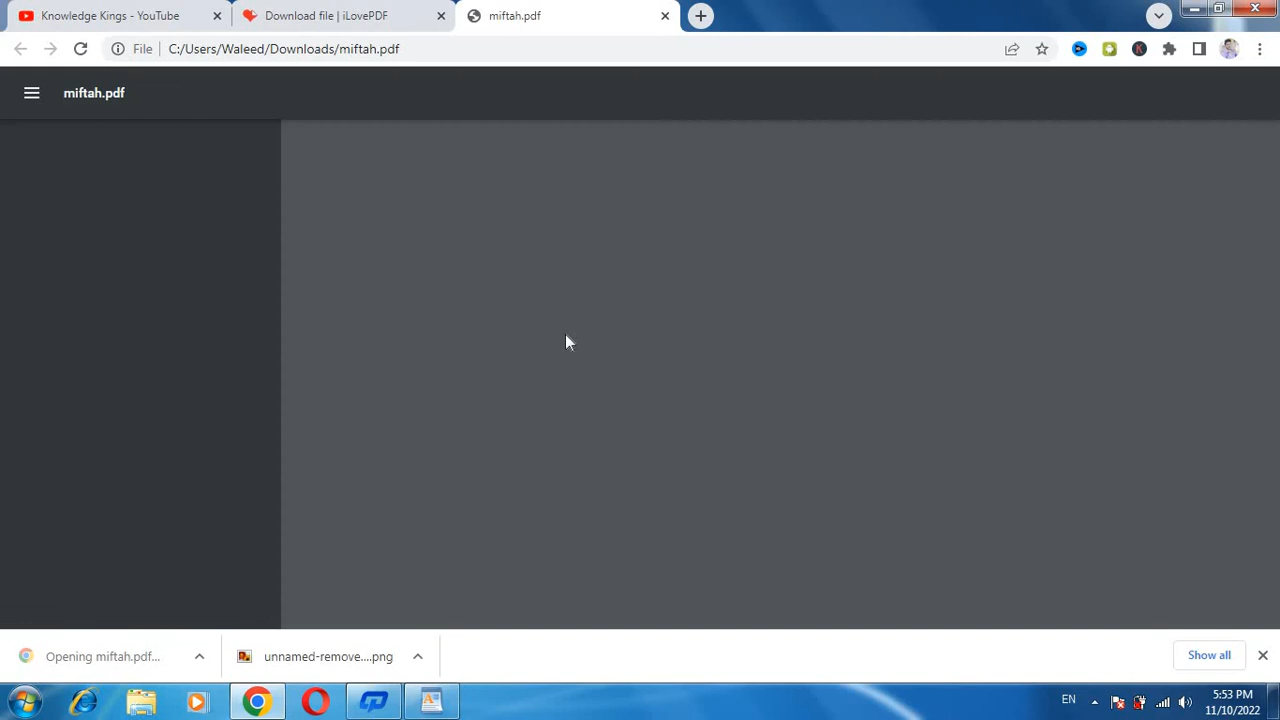 Knowledge Kings - YouTube
Download file | iLovePDF
miftah.pdf
File
C:/Users/Waleed/Downloads/miftah.pdf
miftah.pdf
Opening miftah.pdf...
unnamed-remove....png
Show all
EN
5:53 PM
11/10/2022